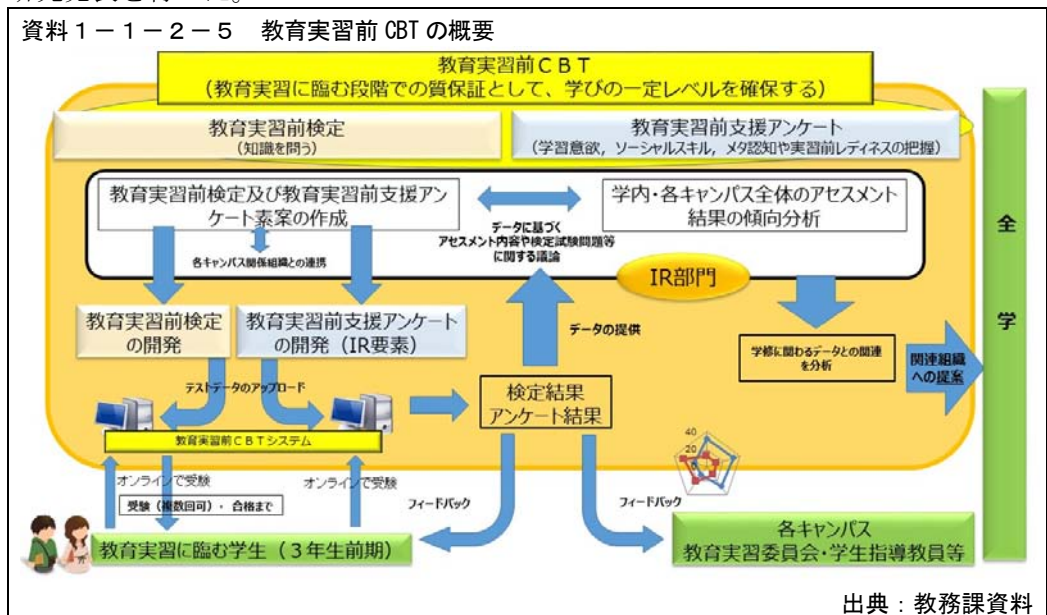 資料１－１－２－５　教育実習前 CBT の概要
教育実習前ＣＢＴ
（教育実習に臨む段階での質保証として、学びの一定レベルを確保する）
教育実習前検定
（知識を問う）
教育実習前支援アンケート
（学習意欲，ソーシャルスキル，メタ認知や実習前レディネスの把握）
教育実習前検定及び教育実習前支援アン
ケート素案の作成
学内・各キャンパス全体のアセスメント
結果の傾向分析
データに基づく
アセスメント内容や検定試験問題等
に関する議論
各キャンパス関係組織との連携
IR部門
全
学
教育実習前検定
の開発
教育実習前支援アンケート
の開発（IR要素）
データの提供
学修に関わるデータとの関連
を分析
関連組織
への提案
テストデータのアップロード
検定結果
アンケート結果
教育実習前ＣＢＴシステム
40
20
オンラインで受験
オンラインで受験
受験（複数回可）・合格まで
フィードバック
フィードバック
教育実習に臨む学生（３年生前期）
各キャンパス
教育実習委員会・学生指導教員等
出典：教務課資料